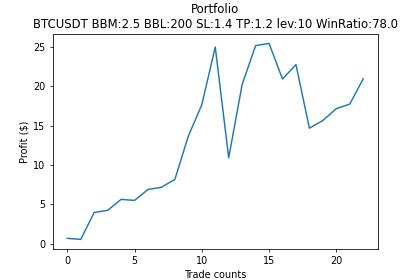 Portfolio
BTCUSDT BBM:2.5 BBL:200 SL:1.4 TP:1.2 lev:10 WinRatio:78.0
25
20
15
10
5
0
Profit ($)
0 5 10 15 20
Trade counts